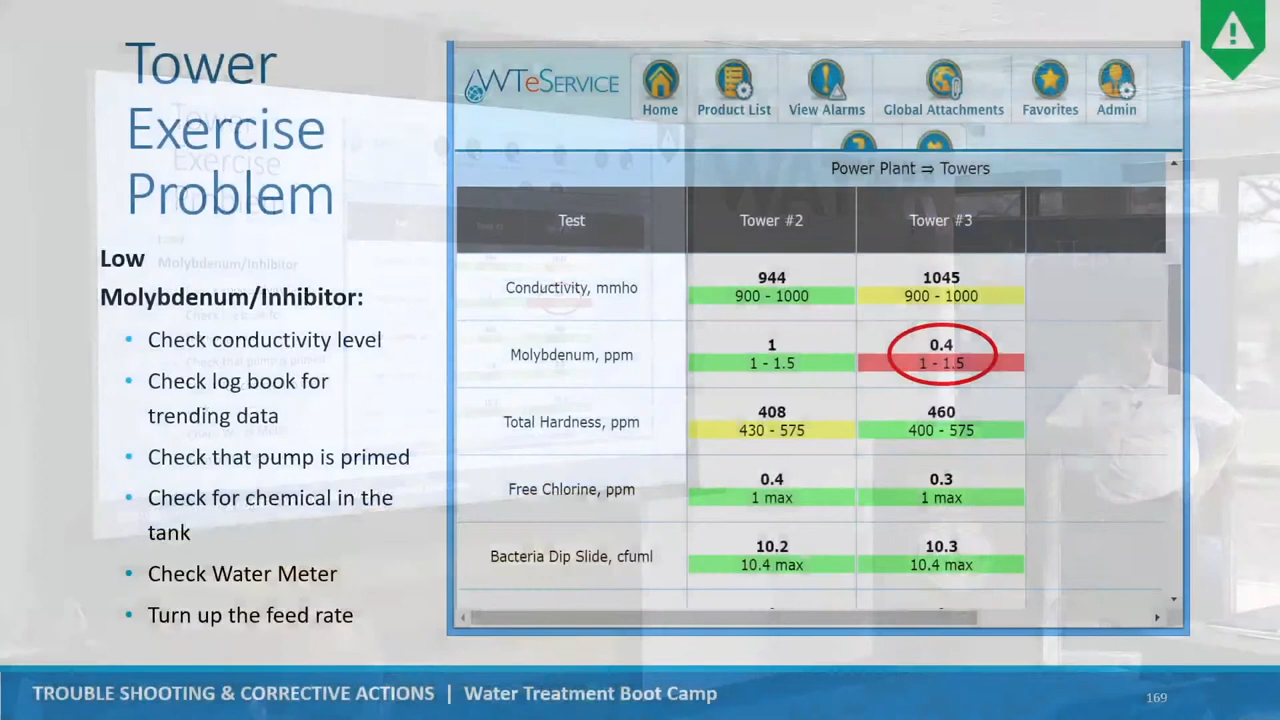 Tower
Exercise
Problem
Low
Molybdenum/Inhibitor:
• Check conductivity level
• Check log book for
trending data
• Check that pump is primed
• Check for chemical in the
tank
• Check Water Meter
• Turn up the feed rate
WTeSERVICE
Home
Product List
View Alarms
Global Attachments
Favorites
Admin
Power Plant ⇒ Towers
Test Tower #2 Tower #3
Conductivity, mmho 944 1045
900 - 1000 900 - 1000
Molybdenum, ppm 1 0.4
1 - 1.5 1 - 1.5
Total Hardness, ppm 408 460
430 - 575 400 - 575
Free Chlorine, ppm 0.4 0.3
1 max 1 max
Bacteria Dip Slide, cfuml 10.2 10.3
10.4 max 10.4 max
TROUBLE SHOOTING & CORRECTIVE ACTIONS | Water Treatment Boot Camp
169